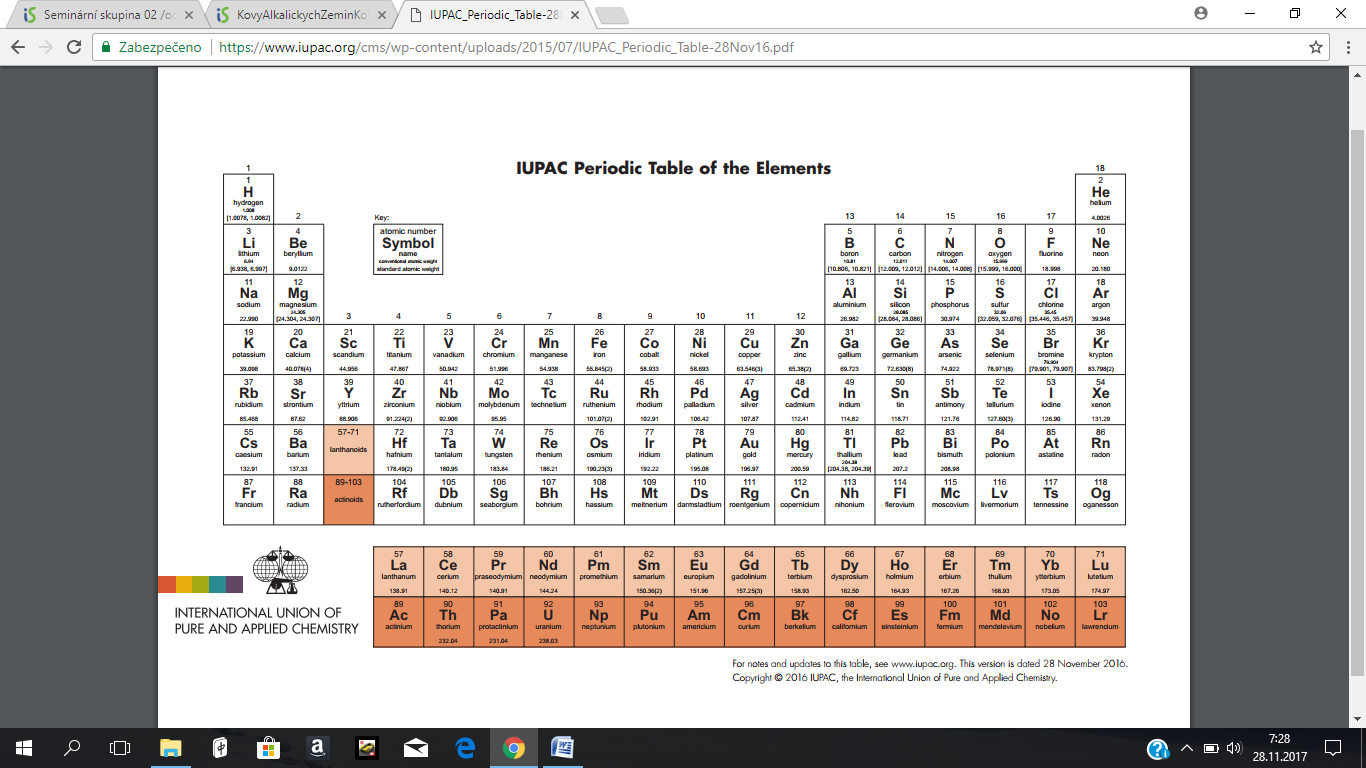 Seminární skupina 02 /oc
KovyAlkalickychZeminKo
IUPAC_Periodic_Table-28
Zabezpečeno
https://www.iupac.org/cms/wp-content/uploads/2015/07/IUPAC_Periodic_Table-28Nov16.pdf
IUPAC Periodic Table of the Elements
1 18
1 2
H He
hydrogen helium
1.008
[1.0078, 1.0082] 4.0026
2 13 14 15 16 17
Key:
atomic number
Symbol
name
conventional atomic weight
standard atomic weight
3 4 5 6 7 8 9 10
Li Be B C N O F Ne
lithium beryllium boron carbon nitrogen oxygen fluorine neon
6.94 10.81 12.011 14.007 15.999
[6.938, 6.997] 9.0122 [10.806, 10.821] [12.009, 12.012] [14.006, 14.008] [15.999, 16.000] 18.998 20.180
11 12 13 14 15 16 17 18
Na Mg Al Si P S Cl Ar
sodium magnesium aluminium silicon phosphorus sulfur chlorine argon
24.305 28.085 32.06 35.45
22.990 [24.304, 24.307] 26.982 [28.084, 28.086] 30.974 [32.059, 32.076] [35.446, 35.457] 39.948
3 4 5 6 7 8 9 10 11 12
19 20 21 22 23 24 25 26 27 28 29 30 31 32 33 34 35 36
K Ca Sc Ti V Cr Mn Fe Co Ni Cu Zn Ga Ge As Se Br Kr
potassium calcium scandium titanium vanadium chromium manganese iron cobalt nickel copper zinc gallium germanium arsenic selenium bromine krypton
79.904
39.098 40.078(4) 44.956 47.867 50.942 51.996 54.938 55.845(2) 58.933 58.693 63.546(3) 65.38(2) 69.723 72.630(8) 74.922 78.971(8) [79.901, 79.907] 83.798(2)
37 38 39 40 41 42 43 44 45 46 47 48 49 50 51 52 53 54
Rb Sr Y Zr Nb Mo Tc Ru Rh Pd Ag Cd In Sn Sb Te I Xe
rubidium strontium yttrium zirconium niobium molybdenum technetium ruthenium rhodium palladium silver cadmium indium tin antimony tellurium iodine xenon
85.468 87.62 88.906 91.224(2) 92.906 95.95 101.07(2) 102.91 106.42 107.87 112.41 114.82 118.71 121.76 127.60(3) 126.90 131.29
55 56 57-71 72 73 74 75 76 77 78 79 80 81 82 83 84 85 86
Cs Ba Hf Ta W Re Os Ir Pt Au Hg Tl Pb Bi Po At Rn
caesium barium lanthanoids hafnium tantalum tungsten rhenium osmium iridium platinum gold mercury thallium lead bismuth polonium astatine radon
204.38
132.91 137.33 178.49(2) 180.95 183.84 186.21 190.23(3) 192.22 195.08 196.97 200.59 [204.38, 204.39] 207.2 208.98
87 88 89-103 104 105 106 107 108 109 110 111 112 113 114 115 116 117 118
Fr Ra Rf Db Sg Bh Hs Mt Ds Rg Cn Nh Fl Mc Lv Ts Og
francium radium actinoids rutherfordium dubnium seaborgium bohrium hassium meitnerium darmstadtium roentgenium copernicium nihonium flerovium moscovium livermorium tennessine oganesson
57 58 59 60 61 62 63 64 65 66 67 68 69 70 71
La Ce Pr Nd Pm Sm Eu Gd Tb Dy Ho Er Tm Yb Lu
lanthanum cerium praseodymium neodymium promethium samarium europium gadolinium terbium dysprosium holmium erbium thulium ytterbium lutetium
138.91 140.12 140.91 144.24 150.36(2) 151.96 157.25(3) 158.93 162.50 164.93 167.26 168.93 173.05 174.97
89 90 91 92 93 94 95 96 97 98 99 100 101 102 103
Ac Th Pa U Np Pu Am Cm Bk Cf Es Fm Md No Lr
actinium thorium protactinium uranium neptunium plutonium americium curium berkelium californium einsteinium fermium mendelevium nobelium lawrencium
232.04 231.04 238.03
INTERNATIONAL UNION OF
PURE AND APPLIED CHEMISTRY
For notes and updates to this table, see www.iupac.org. This version is dated 28 November 2016.
Copyright © 2016 IUPAC, the International Union of Pure and Applied Chemistry.
7:28
28.11.2017